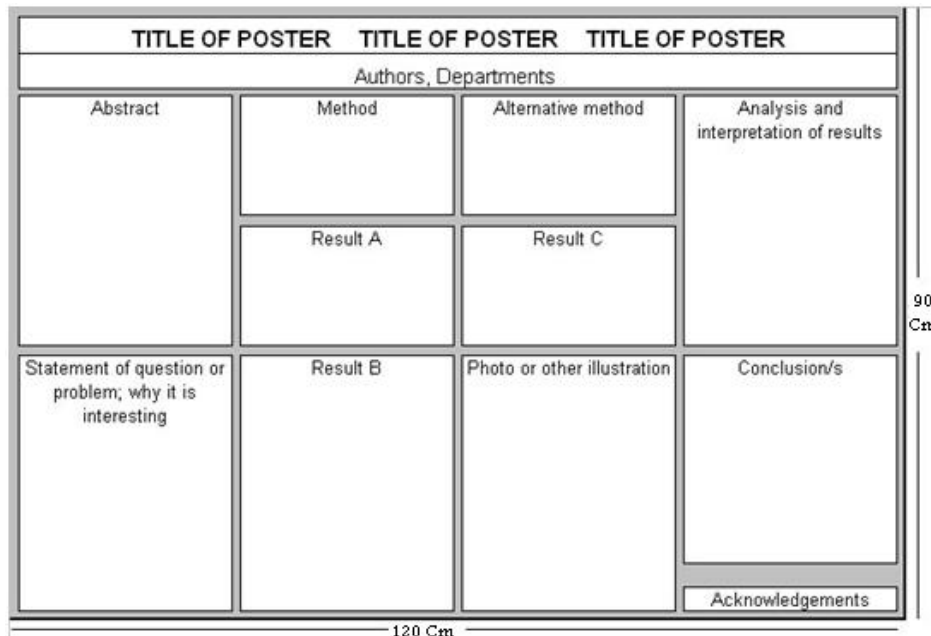 TITLE OF POSTER TITLE OF POSTER TITLE OF POSTER
Authors, Departments
Abstract
Method
Alternative method
Analysis and
interpretation of results
Result A
Result C
Statement of question or
problem; why it is
interesting
Result B
Photo or other illustration
Conclusion/s
Acknowledgements
90
Cm
120 Cm